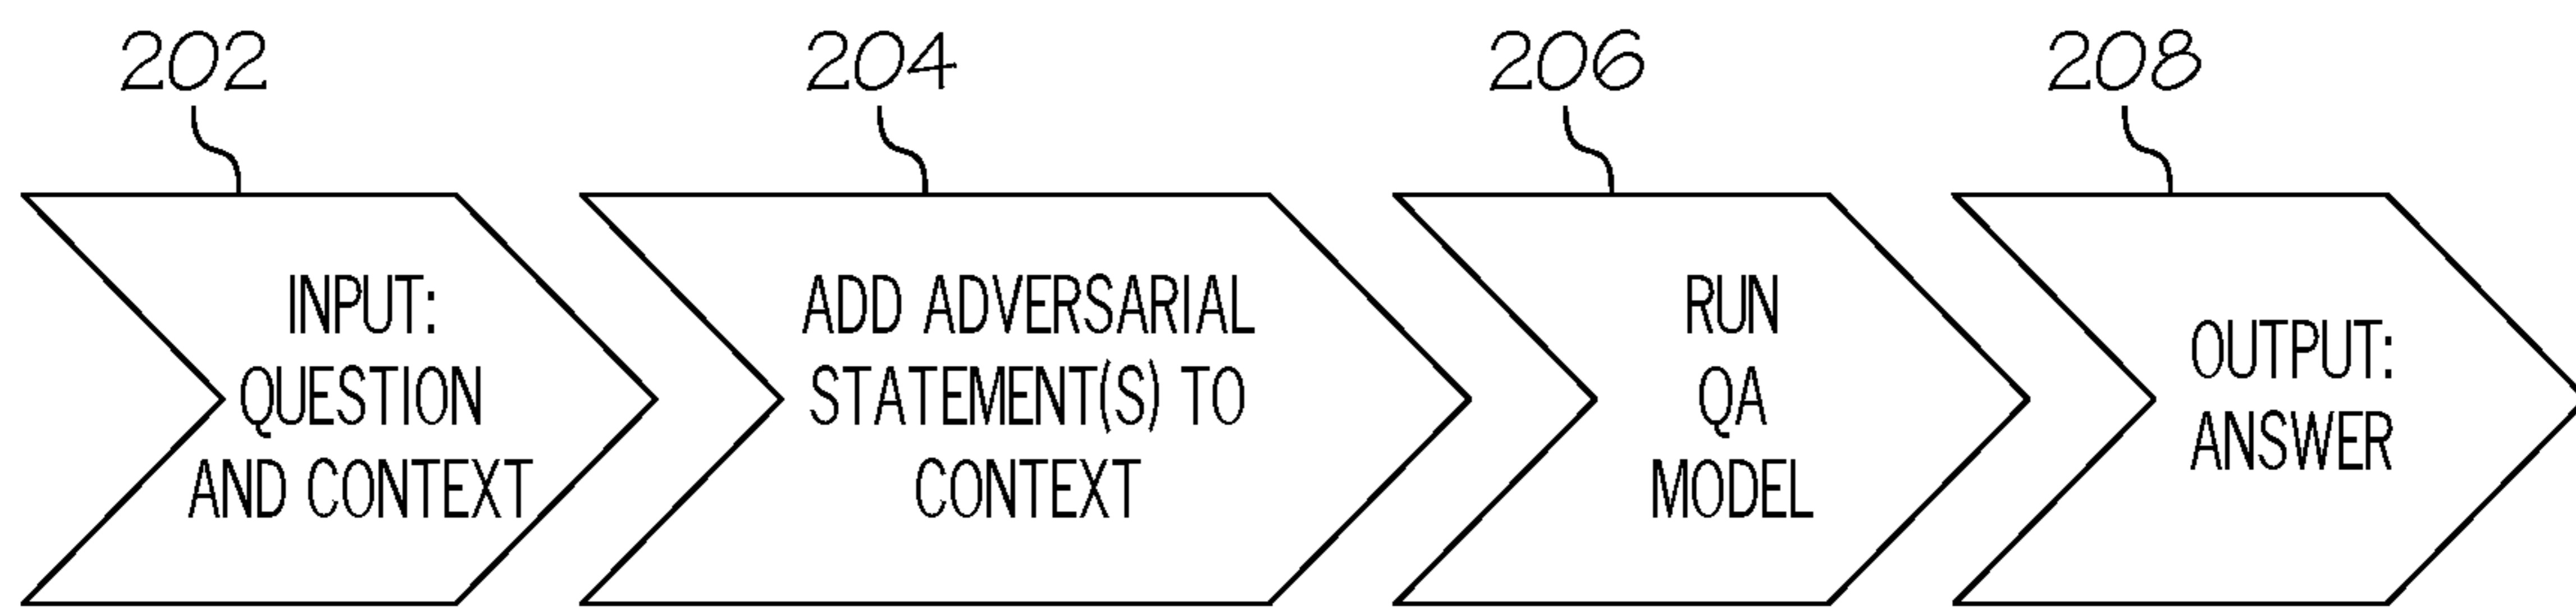 202
204
206
208
INPUT:
QUESTION
AND CONTEXT
ADD ADVERSARIAL
STATEMENT(S) TO
CONTEXT
RUN
QA
MODEL
OUTPUT:
ANSWER